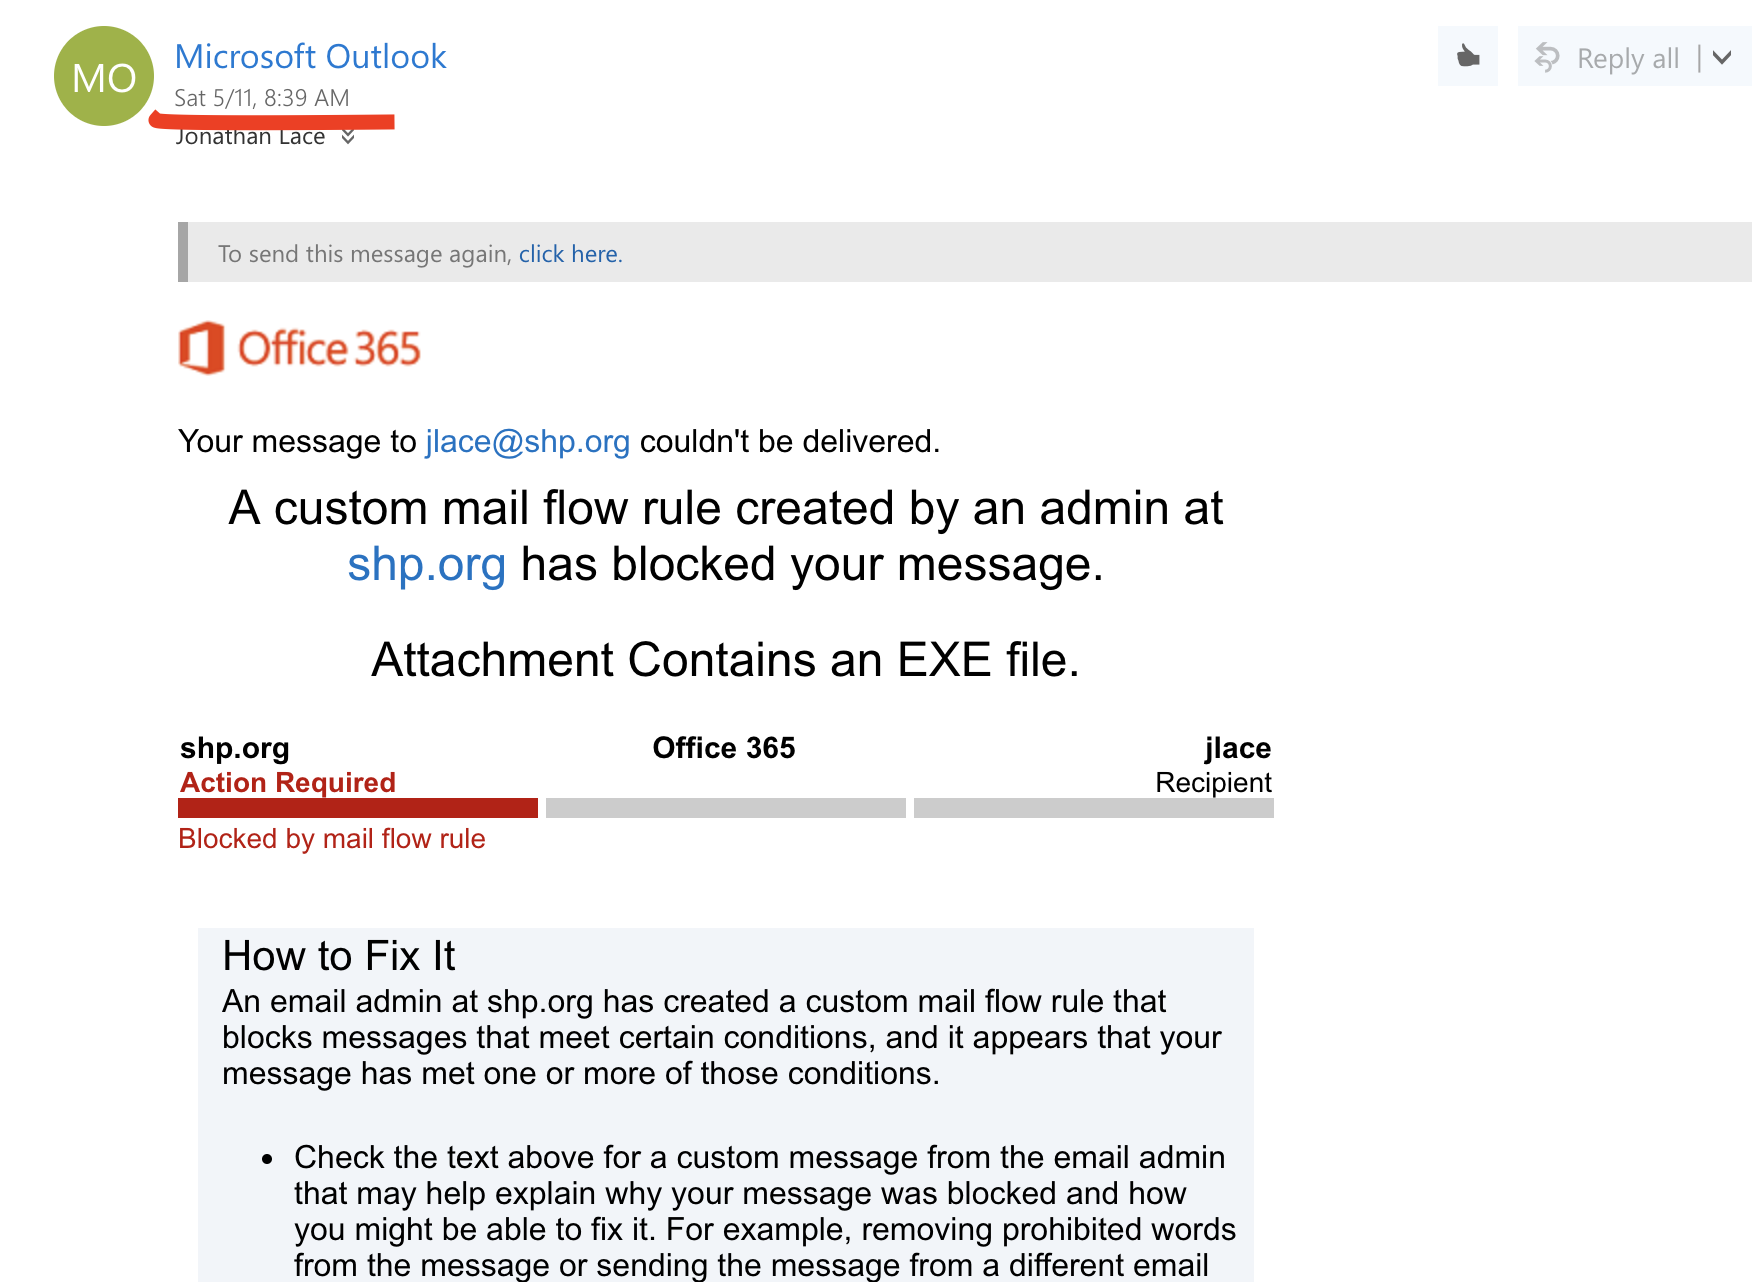 MO
Microsoft Outlook
Reply all
Sat 5/11, 8:39 AM
Jonathan Lace
To send this message again, click here.
Office 365
Your message to jlace@shp.org couldn't be delivered.
A custom mail flow rule created by an admin at
shp.org has blocked your message.
Attachment Contains an EXE file.
shp.org Office 365 jlace
Action Required Recipient
Blocked by mail flow rule
How to Fix It
An email admin at shp.org has created a custom mail flow rule that
blocks messages that meet certain conditions, and it appears that your
message has met one or more of those conditions.
• Check the text above for a custom message from the email admin
that may help explain why your message was blocked and how
you might be able to fix it. For example, removing prohibited words
from the message or sending the message from a different email